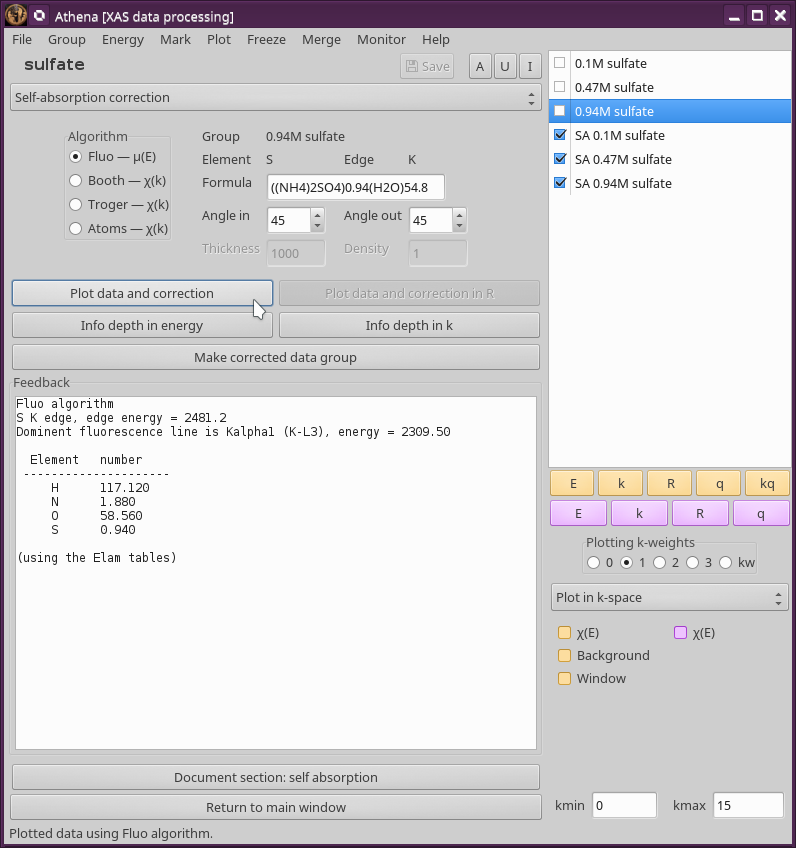 Athena [XAS data processing]
File Group Energy Mark Plot Freeze Merge Monitor Help
sulfate
Save
A U I
Self-absorption correction
Algorithm
Fluo — μ(E)
Booth — χ(k)
Troger — χ(k)
Atoms — χ(k)
Group 0.94M sulfate
Element S Edge K
Formula ((NH4)2SO4)0.94(H2O)54.8
Angle in 45 Angle out 45
Thickness 1000 Density 1
Plot data and correction Plot data and correction in R
Info depth in energy Info depth in k
Make corrected data group
Feedback
Fluo algorithm
S K edge, edge energy = 2481.2
Dominent fluorescence line is Kalpha1 (K-L3), energy = 2309.50
Element number
----------------------
H 117.120
N 1.880
O 58.560
S 0.940
(using the Elam tables)
Document section: self absorption
Return to main window
Plotted data using Fluo algorithm.
0.1M sulfate
0.47M sulfate
0.94M sulfate
SA 0.1M sulfate
SA 0.47M sulfate
SA 0.94M sulfate
E k R q kq
E k R q
Plotting k-weights
0 1 2 3 kw
Plot in k-space
χ(E) χ(E)
Background
Window
kmin 0 kmax 15